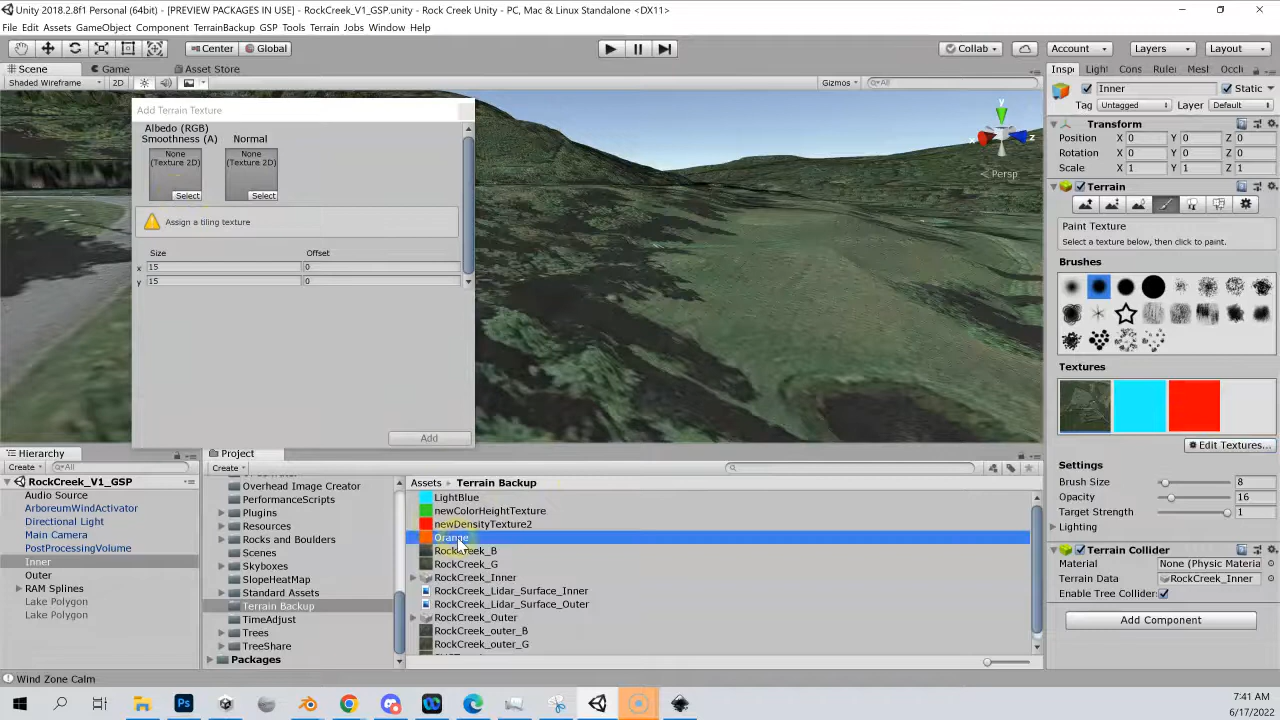 Unity 2018.2.8f1 Personal (64bit) - [PREVIEW PACKAGES IN USE] - RockCreek_V1_GSP.unity - Rock Creek Unity - PC, Mac & Linux Standalone <DX11>
File Edit Assets GameObject Component TerrainBackup GSP Tools Terrain Jobs Window Help
Center Global Collab Account Layers Layout
Scene Game Asset Store
Inspe Light Cons Rule Mesl Occli
Shaded Wireframe 2D Gizmos All
Inner Static
Tag Untagged Layer Default
Add Terrain Texture
Albedo (RGB)
Smoothness (A) Normal
None
(Texture 2D)
Select
None
(Texture 2D)
Select
Assign a tiling texture
Size Offset
x 15 0
y 15 0
Add
y
x
z
Persp
Transform
Position X 0 Y 0 Z 0
Rotation X 0 Y 0 Z 0
Scale X 1 Y 1 Z 1
Terrain
Paint Texture
Select a texture below, then click to paint.
Brushes
Textures
Edit Textures...
Settings
Brush Size 8
Opacity 16
Target Strength 1
Lighting
Terrain Collider
Material None (Physic Materia
Terrain Data RockCreek_Inner
Enable Tree Colliders
Add Component
Hierarchy
Create All
RockCreek_V1_GSP
Audio Source
ArboreumWindActivator
Directional Light
Main Camera
PostProcessingVolume
Inner
Outer
RAM Splines
Lake Polygon
Lake Polygon
Project
Create
Overhead Image Creator
PerformanceScripts
Plugins
Resources
Rocks and Boulders
Scenes
Skyboxes
SlopeHeatMap
Standard Assets
Terrain Backup
TimeAdjust
Trees
TreeShare
Packages
Assets Terrain Backup
LightBlue
newColorHeightTexture
newDensityTexture2
Orange
RockCreek_B
RockCreek_G
RockCreek_Inner
RockCreek_Lidar_Surface_Inner
RockCreek_Lidar_Surface_Outer
RockCreek_Outer
RockCreek_outer_B
RockCreek_outer_G
Wind Zone Calm
7:41 AM
6/17/2022